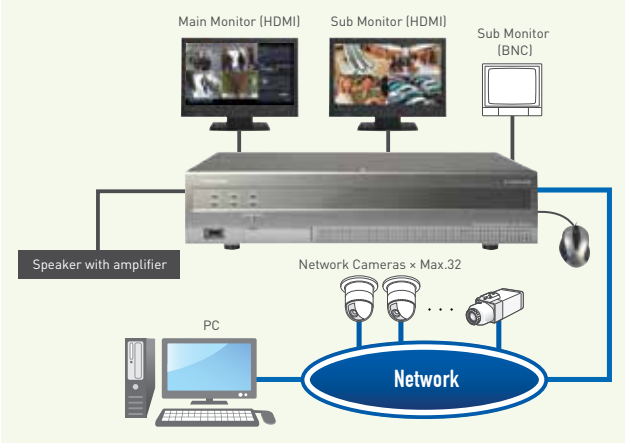 Main Monitor (HDMI)
Sub Monitor (HDMI)
Sub Monitor
(BNC)
Speaker with amplifier
Network Cameras × Max.32
. . .
PC
Network